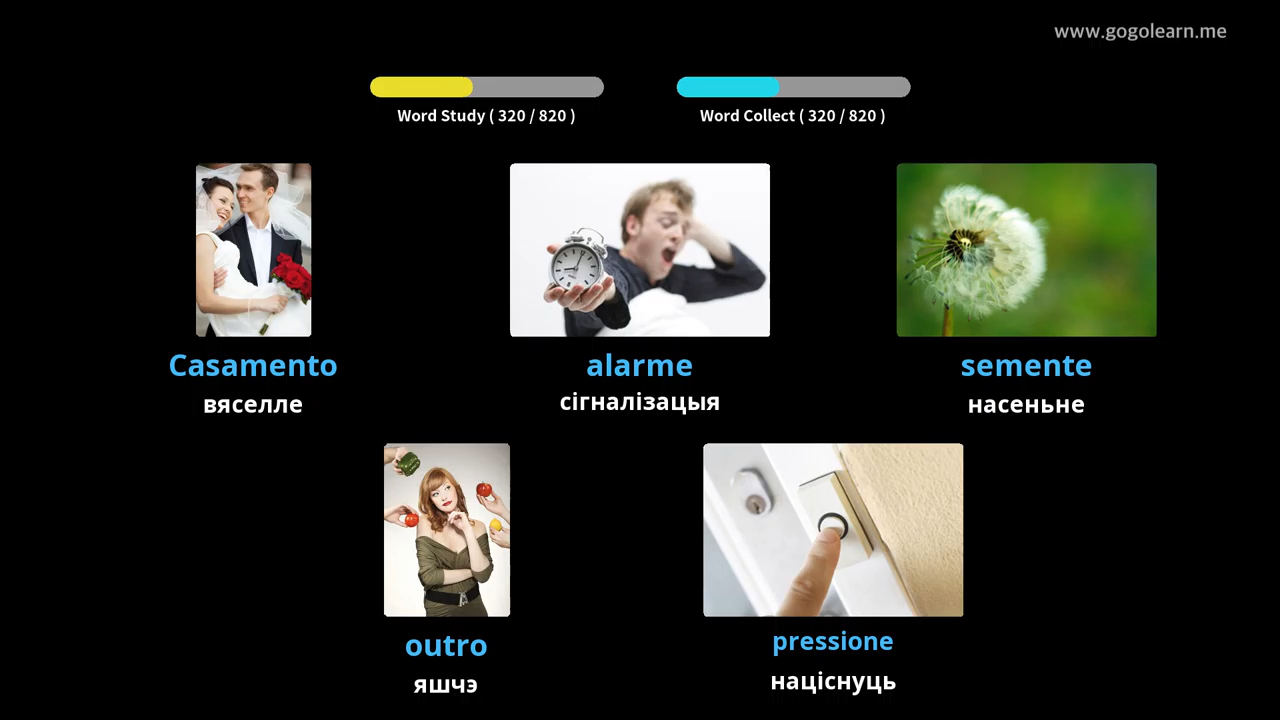 www.gogolearn.me
Word Study ( 320 / 820 )
Word Collect ( 320 / 820 )
Casamento
вяселле
alarme
сігналізацыя
semente
насеньне
outro
яшчэ
pressione
націснуць